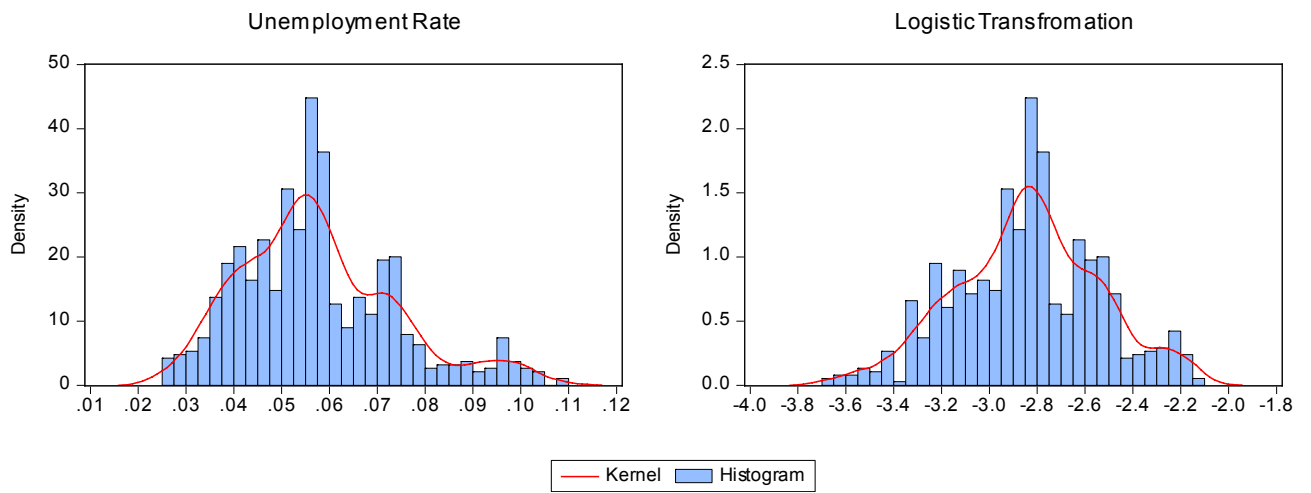 Unemployment Rate
Logistic Transfromation
50
40
30
20
10
0
Density
.01 .02 .03 .04 .05 .06 .07 .08 .09 .10 .11 .12
2.5
2.0
1.5
1.0
0.5
0.0
Density
-4.0 -3.8 -3.6 -3.4 -3.2 -3.0 -2.8 -2.6 -2.4 -2.2 -2.0 -1.8
Kernel Histogram